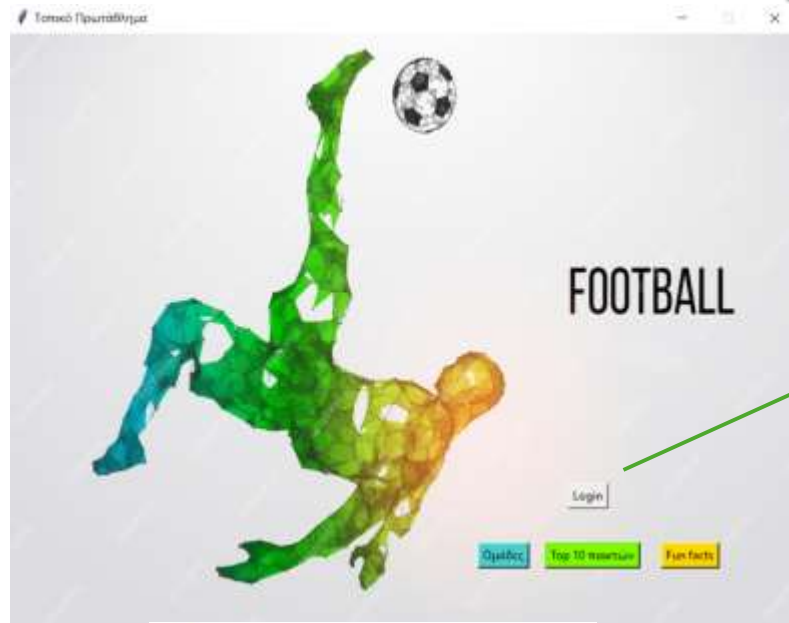 Τοπικό Πρωτάθλημα
FOOTBALL
Login
Ομάδες
Top 10 παικτών
Fun facts